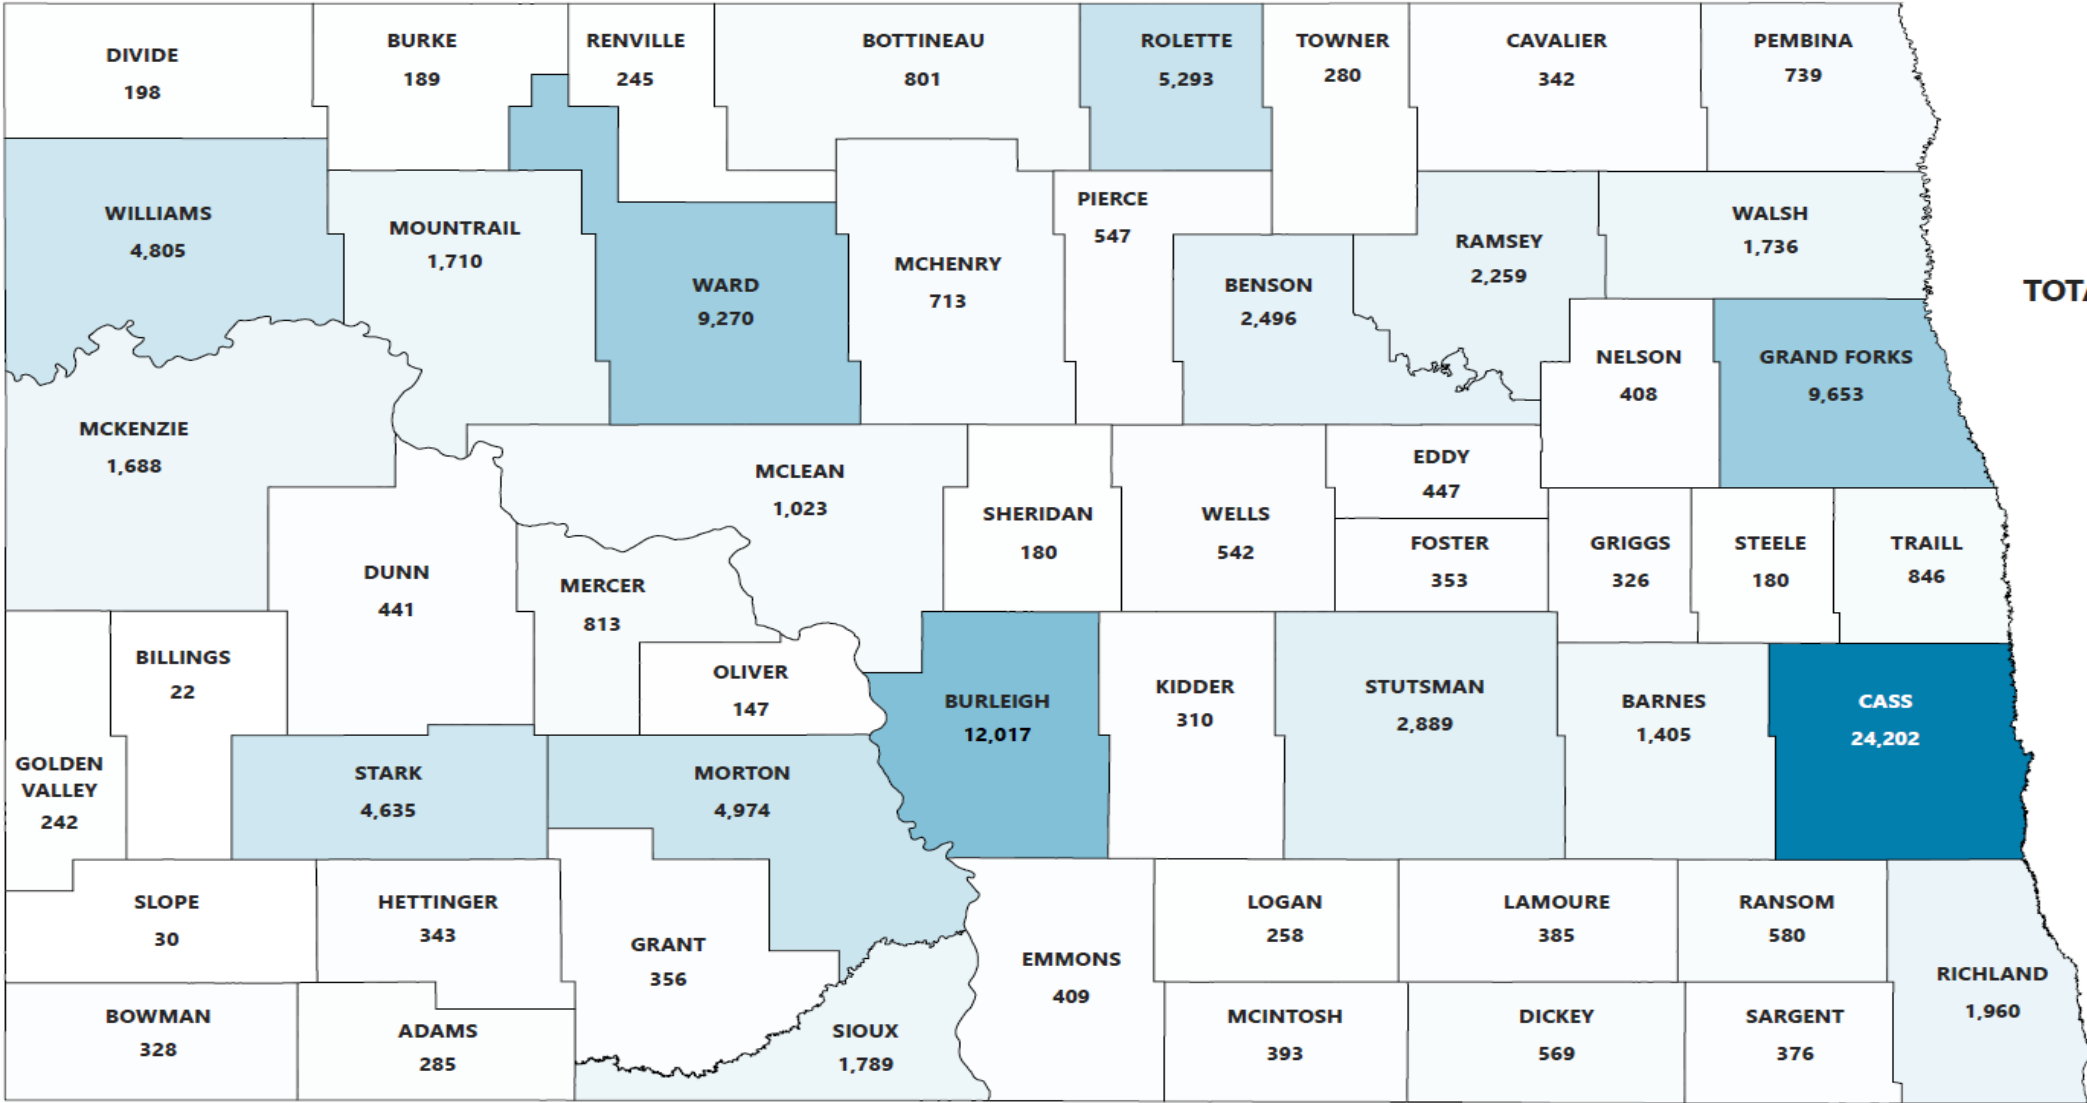 DIVIDE
198
BURKE
189
RENVILLE
245
BOTTINEAU
801
ROLETTE
5,293
TOWNER
280
CAVALIER
342
PEMBINA
739
WILLIAMS
4,805
MOUNTRAIL
1,710
WARD
9,270
MCHENRY
713
PIERCE
547
BENSON
2,496
RAMSEY
2,259
WALSH
1,736
TOTA
NELSON
408
GRAND FORKS
9,653
MCKENZIE
1,688
MCLEAN
1,023
SHERIDAN
180
WELLS
542
EDDY
447
FOSTER
353
GRIGGS
326
STEELE
180
TRAILL
846
DUNN
441
MERCER
813
BILLINGS
22
OLIVER
147
BURLEIGH
12,017
KIDDER
310
STUTSMAN
2,889
BARNES
1,405
CASS
24,202
GOLDEN
VALLEY
242
STARK
4,635
MORTON
4,974
SLOPE
30
HETTINGER
343
GRANT
356
EMMONS
409
LOGAN
258
LAMOURE
385
RANSOM
580
RICHLAND
1,960
BOWMAN
328
ADAMS
285
SIOUX
1,789
MCINTOSH
393
DICKEY
569
SARGENT
376